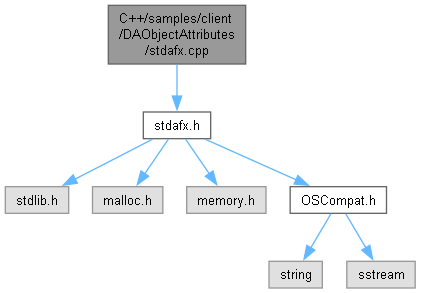 C++/samples/client
/DAObjectAttributes
/stdafx.cpp
stdafx.h
stdlib.h
malloc.h
memory.h
OSCompat.h
string
sstream